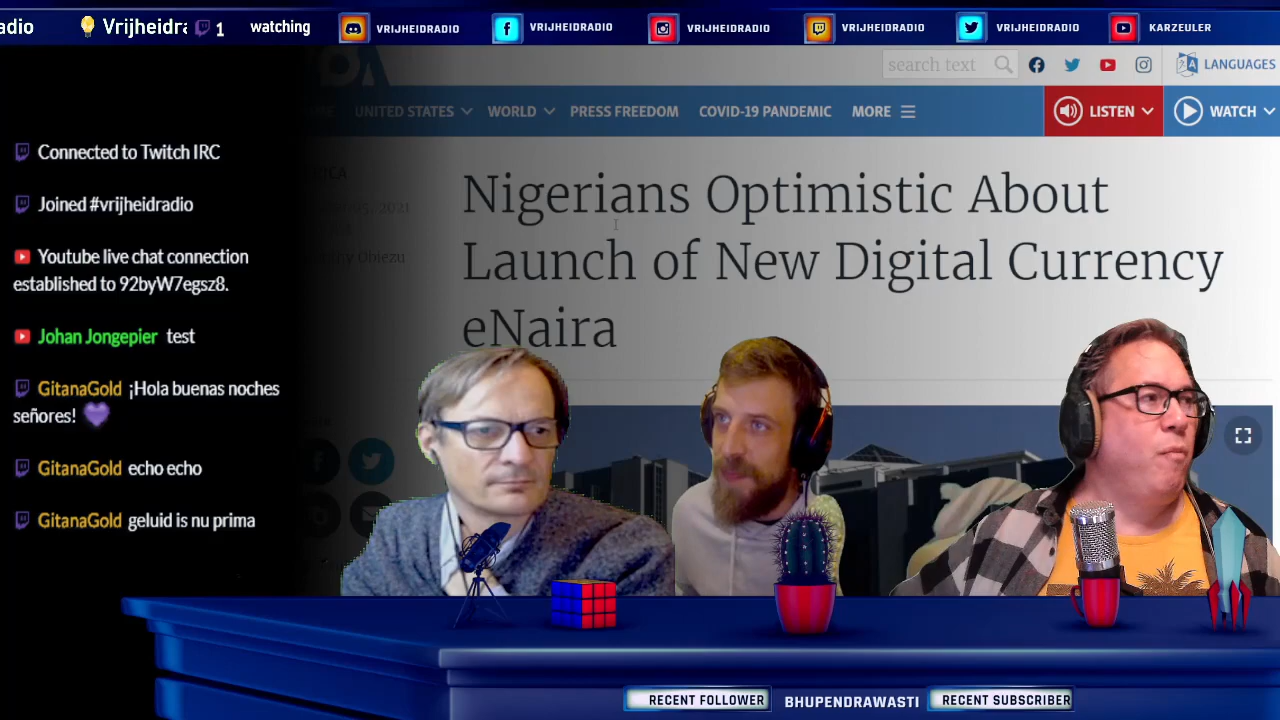 adio
Vrijheidra
1
watching
VRIJHEIDRADIO
VRIJHEIDRADIO
VRIJHEIDRADIO
VRIJHEIDRADIO
VRIJHEIDRADIO
KARZEULER
search text
LANGUAGES
UNITED STATES
WORLD
PRESS FREEDOM
COVID-19 PANDEMIC
MORE
LISTEN
WATCH
Connected to Twitch IRC
Joined #vrijheidradio
Youtube live chat connection
established to 92byW7egsz8.
Johan Jongepier test
GitanaGold ¡Hola buenas noches
señores!
GitanaGold echo echo
GitanaGold geluid is nu prima
2021
Obiezu
Nigerians Optimistic About
Launch of New Digital Currency
eNaira
RECENT FOLLOWER
BHUPENDRAWASTI
RECENT SUBSCRIBER